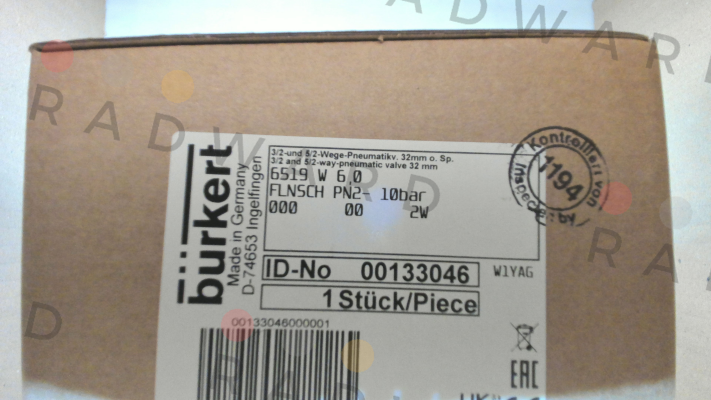 RADWARD
3/2-und 5/2-Wege-Pneumatikv. 32mm o. Sp.
3/2 and 5/2-way-pneumatic valve 32 mm
6519 W 6,0
FLNSCH PN2- 10bar
000 00 2W
bürkert
Made in Germany
D-74653 Ingelfingen
Kontrolliert von
1194
Inspected by
ID-No 00133046
W1YAG
1 Stück/Piece
00133046000001
EAC